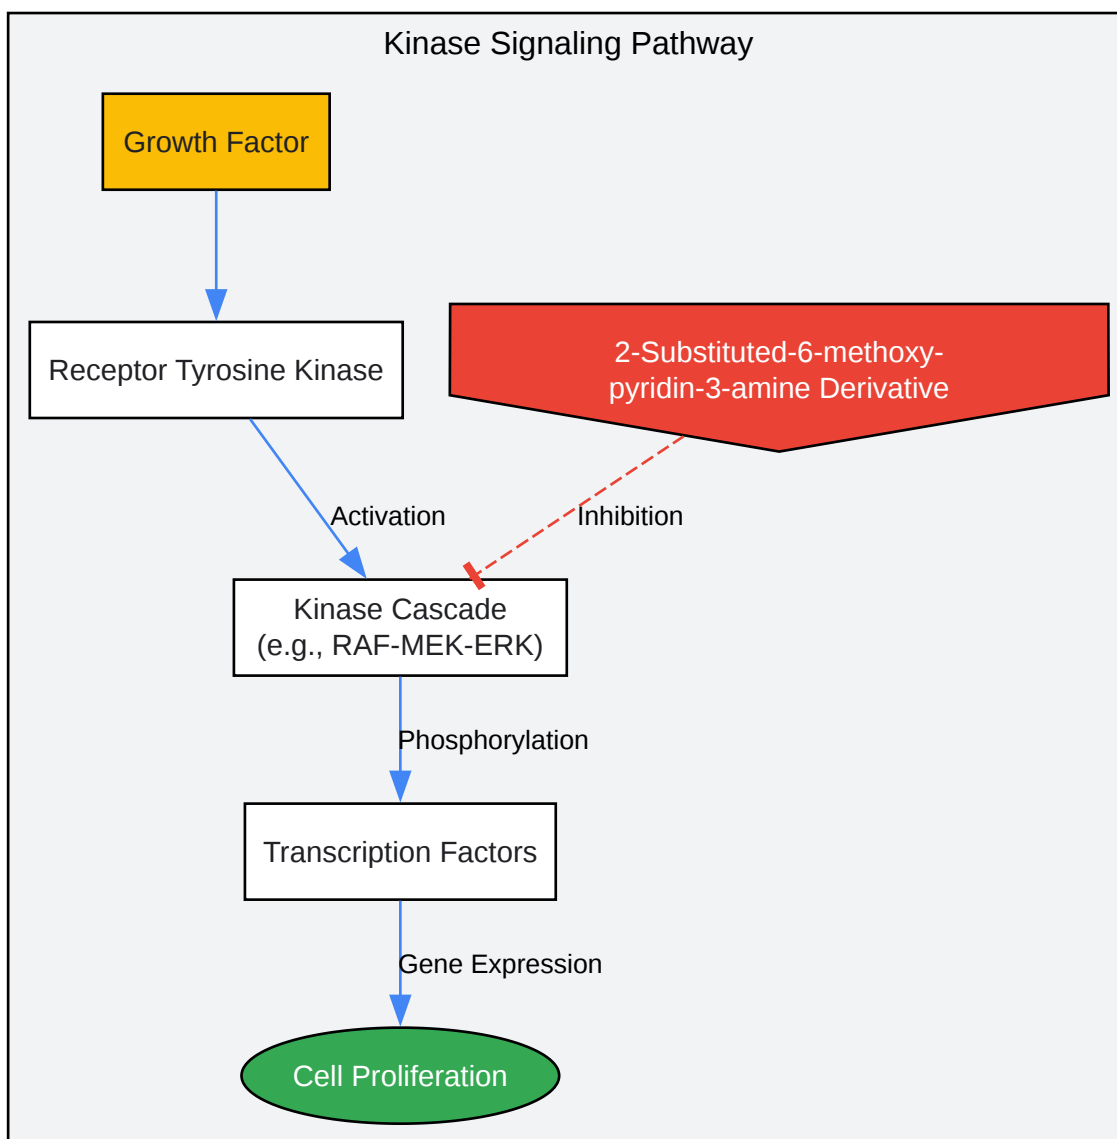 Kinase Signaling Pathway
Growth Factor
Receptor Tyrosine Kinase
2-Substituted-6-methoxy-
pyridin-3-amine Derivative
Activation
Inhibition
Kinase Cascade
(e.g., RAF-MEK-ERK)
Phosphorylation
Transcription Factors
Gene Expression
Cell Proliferation